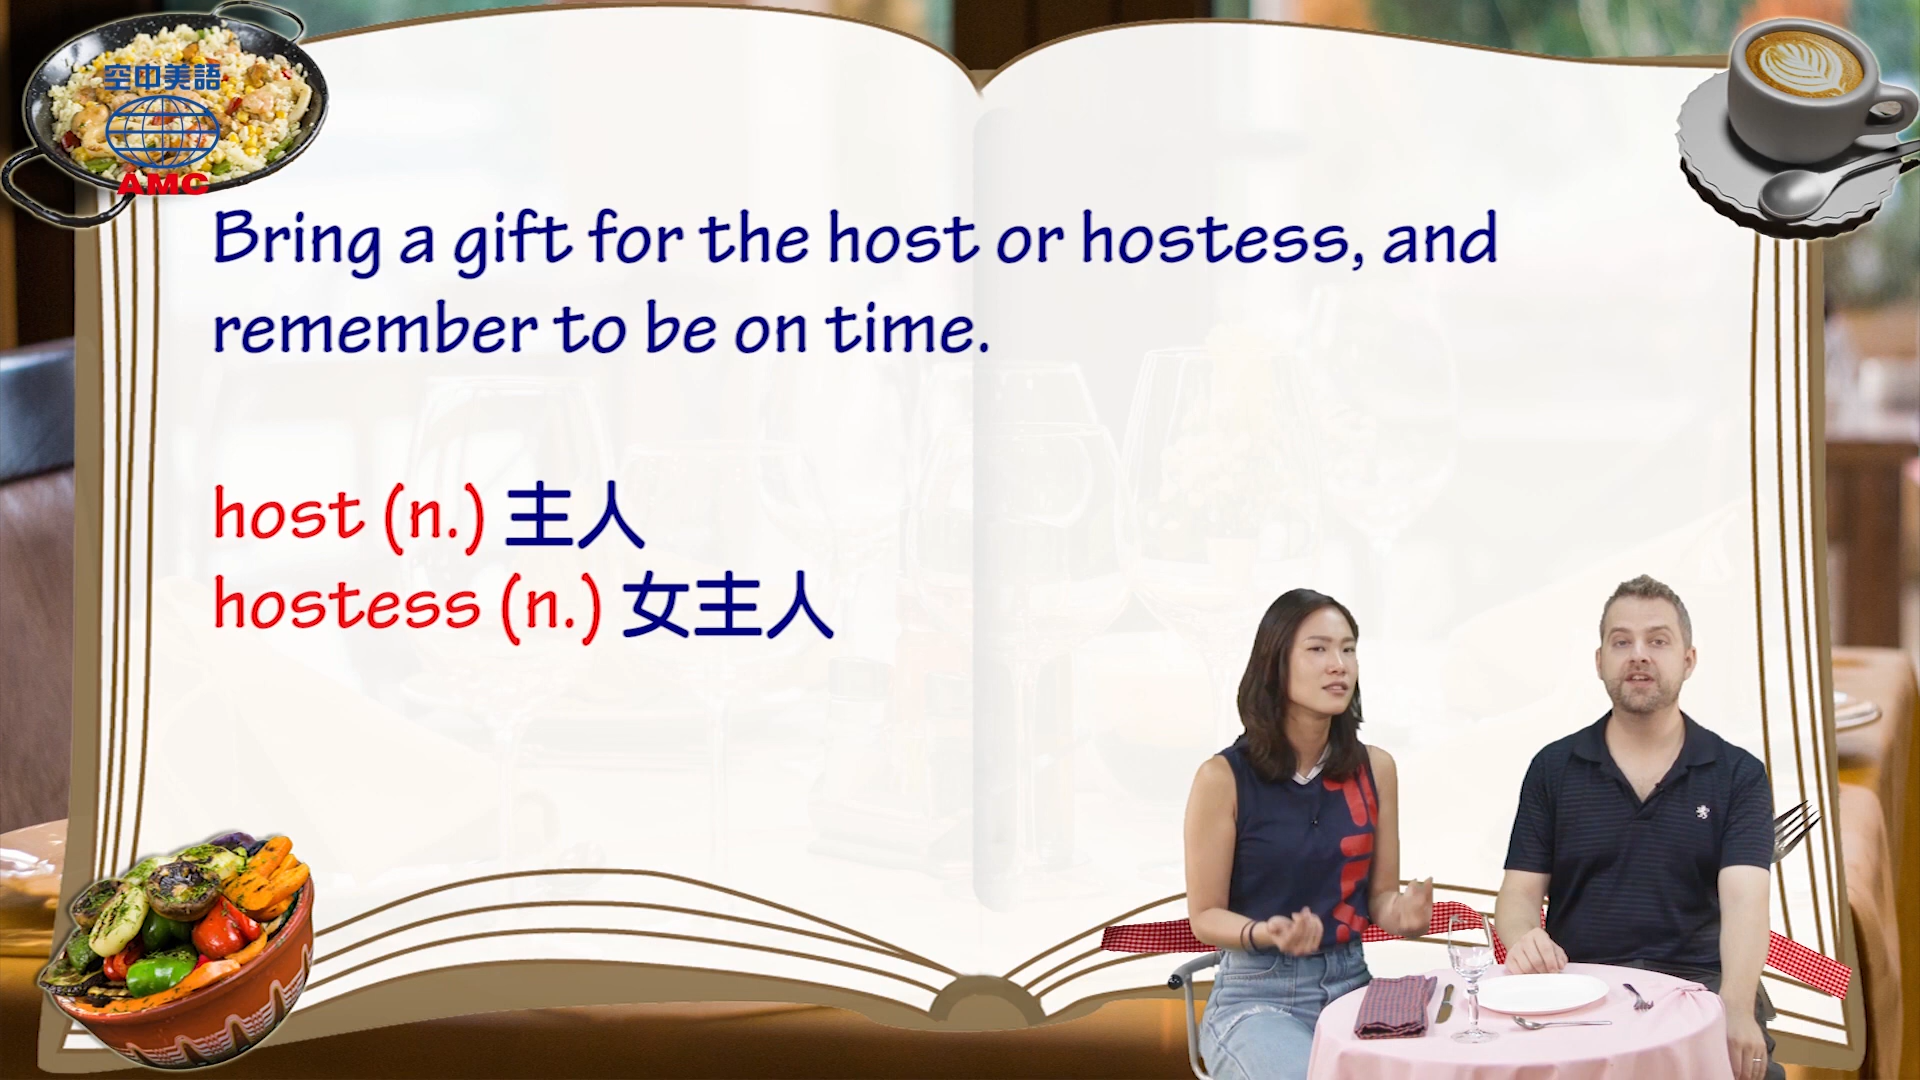 空中美語
AMC
Bring a gift for the host or hostess, and
remember to be on time.
host (n.) 主人
hostess (n.) 女主人